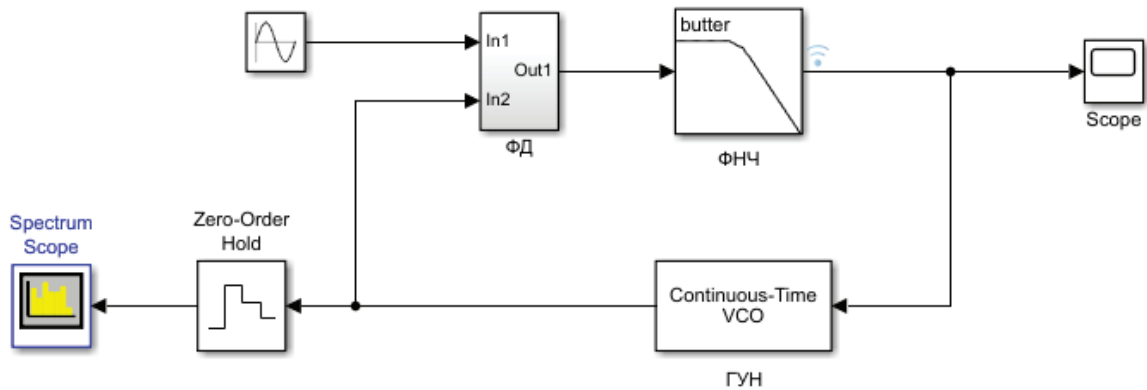 butter
In1
Out1
In2
ФД
ФНЧ
Scope
Spectrum
Scope
Zero-Order
Hold
Continuous-Time
VCO
ГУН